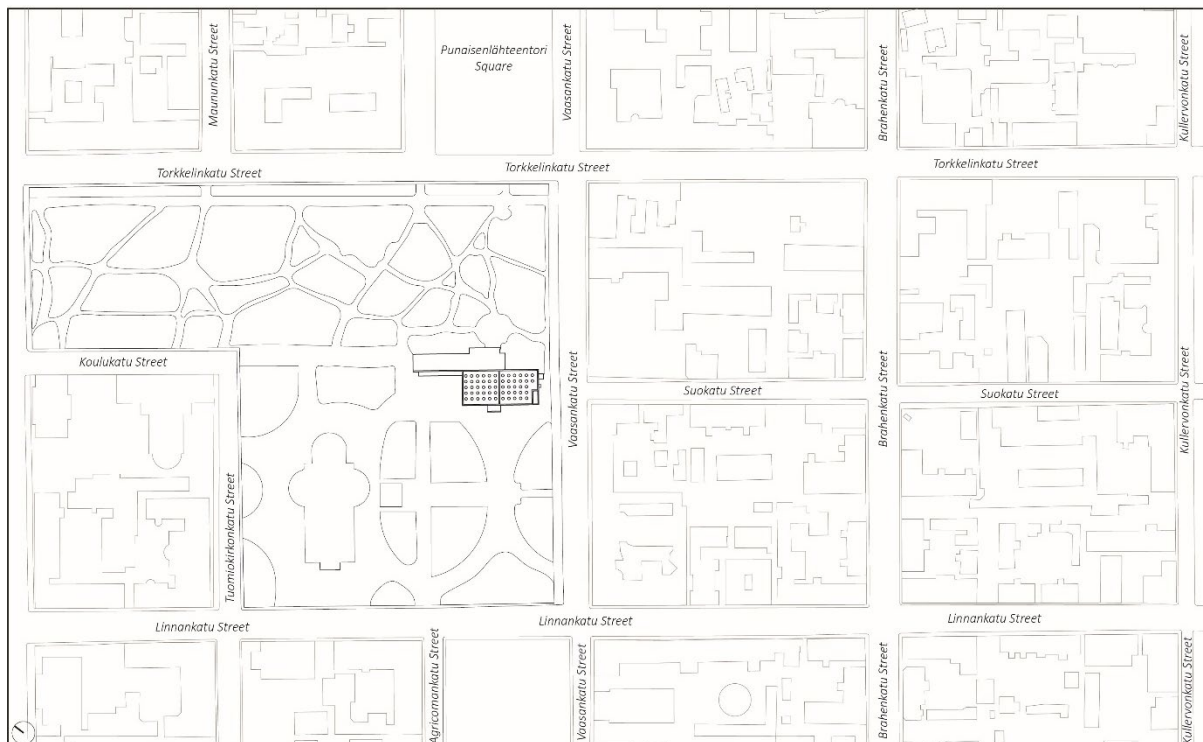 Maununkatu Street
Punaisenlähteentori
Square
Vaasankatu Street
Brahenkatu Street
Kullervonkatu Street
Torkkelinkatu Street
Torkkelinkatu Street
Torkkelinkatu Street
Koulukatu Street
Vaasankatu Street
Suokatu Street
Brahenkatu Street
Suokatu Street
Kullervonkatu Street
Tuomiokirkonkatu Street
Linnankatu Street
Linnankatu Street
Linnankatu Street
Agricomankatu Street
Vaasankatu Street
Brahenkatu Street
Kullervonkatu Street